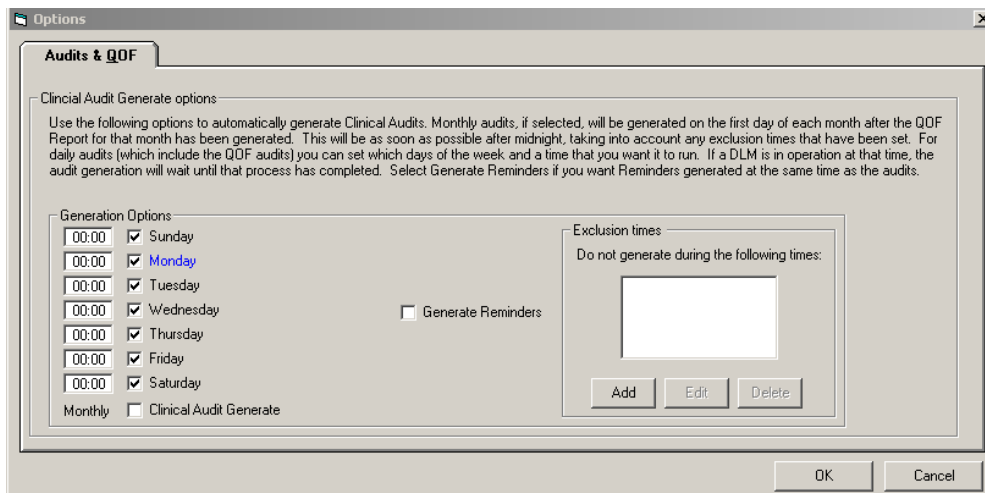 Options
Audits & QOF
Clincial Audit Generate options
Use the following options to automatically generate Clinical Audits. Monthly audits, if selected, will be generated on the first day of each month after the QOF
Report for that month has been generated. This will be as soon as possible after midnight, taking into account any exclusion times that have been set. For
daily audits (which include the QOF audits) you can set which days of the week and a time that you want it to run. If a DLM is in operation at that time, the
audit generation will wait until that process has completed. Select Generate Reminders if you want Reminders generated at the same time as the audits.
Generation Options
00:00 Sunday
00:00 Monday
00:00 Tuesday
00:00 Wednesday
00:00 Thursday
00:00 Friday
00:00 Saturday
Monthly Clinical Audit Generate
Generate Reminders
Exclusion times
Do not generate during the following times:
Add Edit Delete
OK Cancel